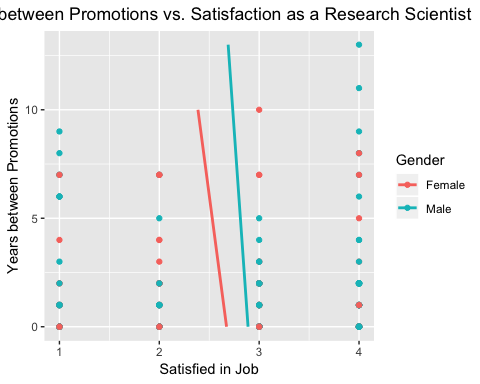 between Promotions vs. Satisfaction as a Research Scientist
Years between Promotions
10
5
0
1 2 3 4
Satisfied in Job
Gender
Female
Male